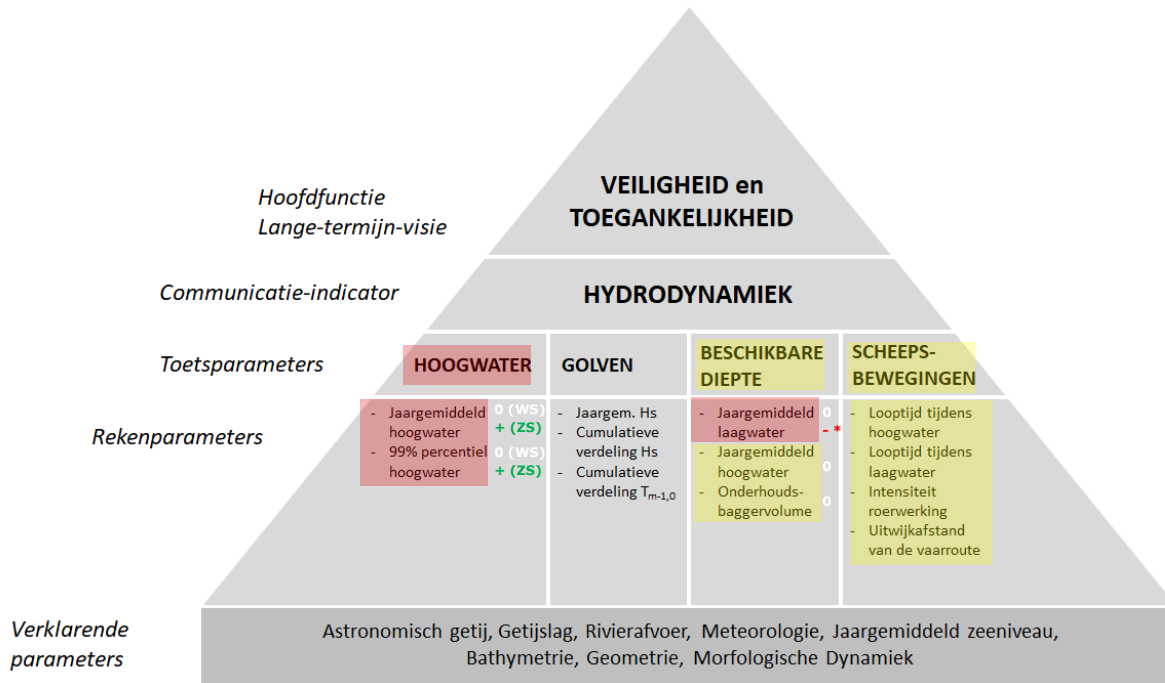 VEILIGHEID en
TOEGANKELIJKHEID
Hoofdfunctie
Lange-termijn-visie
Communicatie-indicator
HYDRODYNAMIEK
Toetsparameters
HOOGWATER
GOLVEN
BESCHIKBARE
DIEPTE
SCHEEPS-
BEWEGINGEN
Rekenparameters
- Jaargemiddeld 0 (WS)
hoogwater + (ZS)
- 99% percentiel 0 (WS)
hoogwater + (ZS)
- Jaargem. Hs
- Cumulatieve
verdeling Hs
- Cumulatieve
verdeling Tm-1,0
- Jaargemiddeld 0
laagwater - *
- Jaargemiddeld
hoogwater 0
- Onderhouds-
baggervolume 0
- Looptijd tijdens
hoogwater
- Looptijd tijdens
laagwater
- Intensiteit
roerwerking
- Uitwijkafstand
van de vaarroute
Verklarende
parameters
Astronomisch getij, Getijslag, Rivierafvoer, Meteorologie, Jaargemiddeld zeeniveau,
Bathymetrie, Geometrie, Morfologische Dynamiek